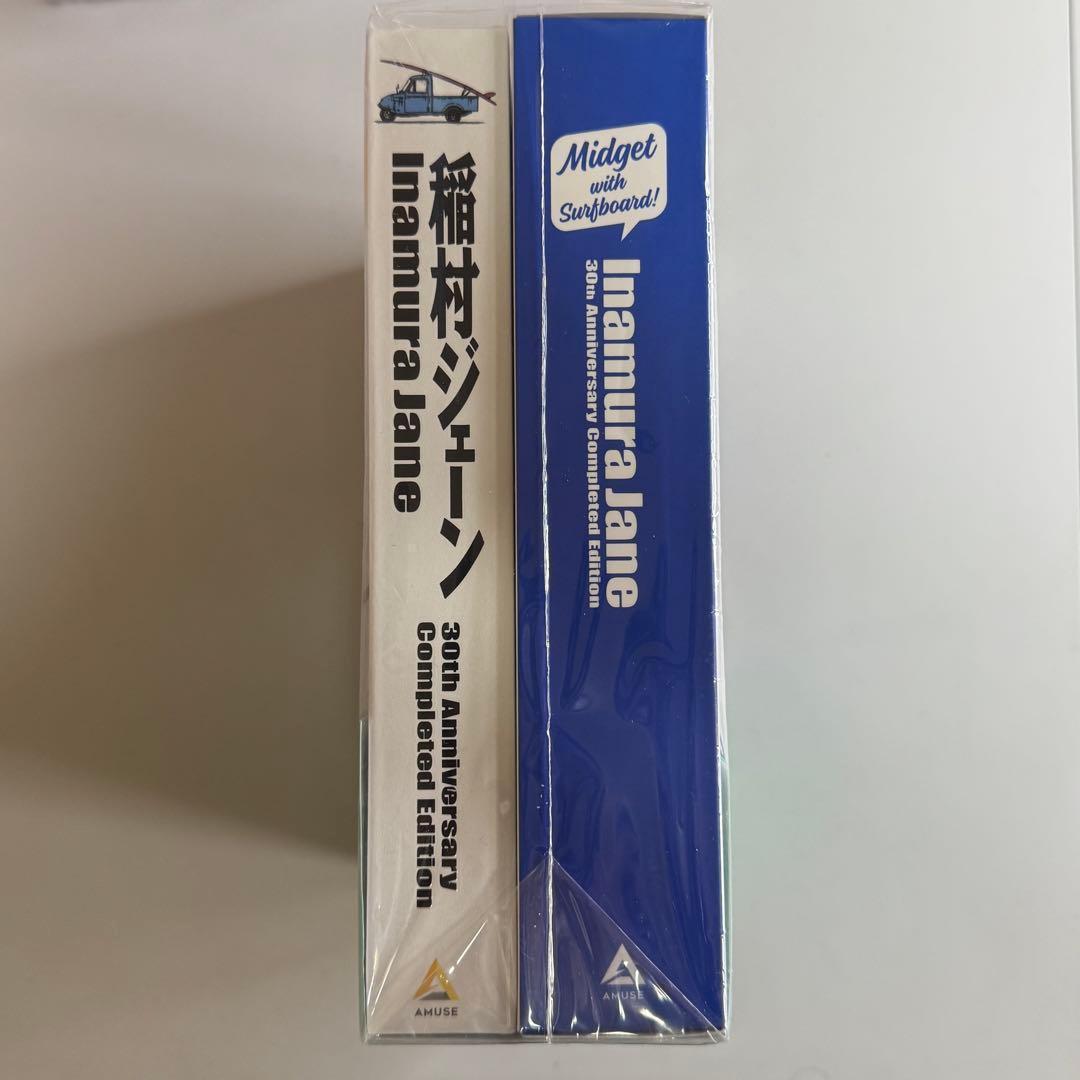 稲村ジェーン
Inamura Jane
30th Anniversary
Completed Edition
AMUSE
Midget
with
Surfboard!
Inamura Jane
30th Anniversary Completed Edition
AMUSE